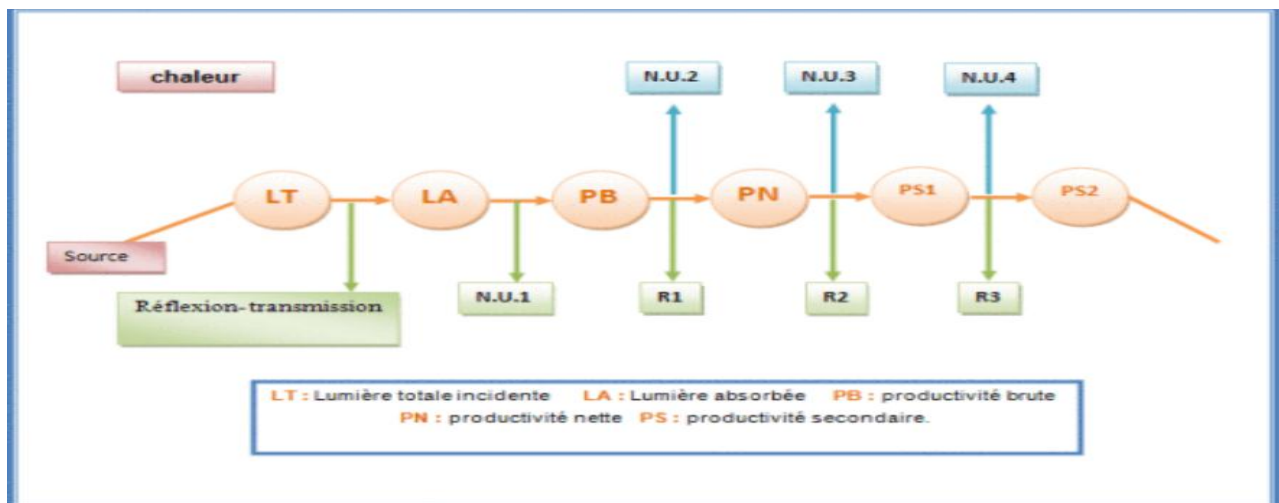 chaleur
N.U.2
N.U.3
N.U.4
LT
LA
PB
PN
PS1
PS2
Source
Réflexion-transmission
N.U.1
R1
R2
R3
LT : Lumière totale incidente LA : Lumière absorbée PB : productivité brute
PN : productivité nette PS : productivité secondaire.